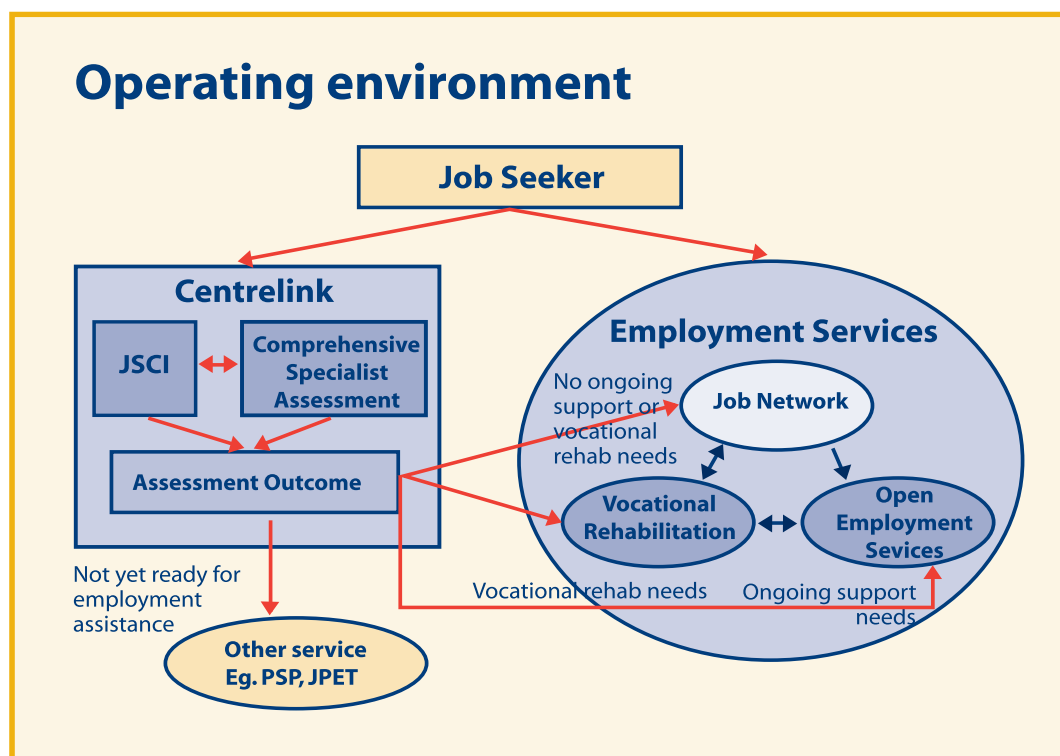 Operating environment
Job Seeker
Centrelink
JSCI
Comprehensive
Specialist
Assessment
Assessment Outcome
Not yet ready for
employment
assistance
Other service
Eg. PSP, JPET
Employment Services
No ongoing
support or
vocational
rehab needs
Job Network
Vocational
Rehabilitation
Open
Employment
Sevices
Vocational rehab needs
Ongoing support
needs